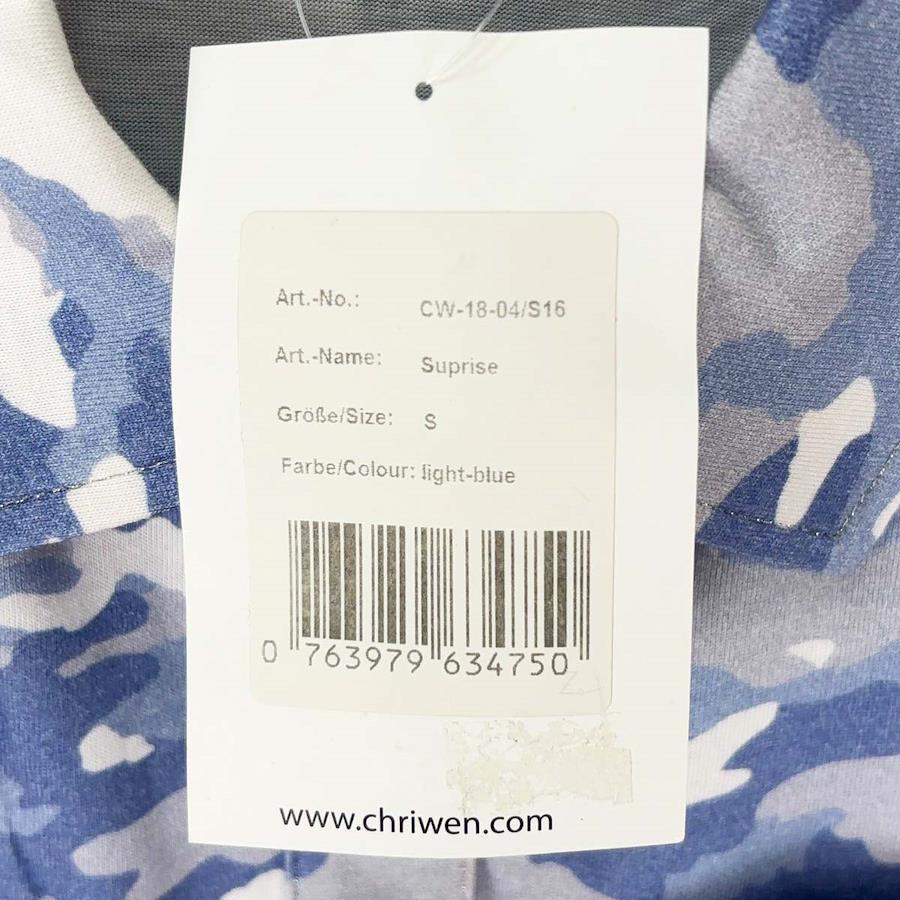 Art.-No.: CW-18-04/S16
Art.-Name: Suprise
Größe/Size: S
Farbe/Colour: light-blue
0 763979 634750
www.chriwen.com